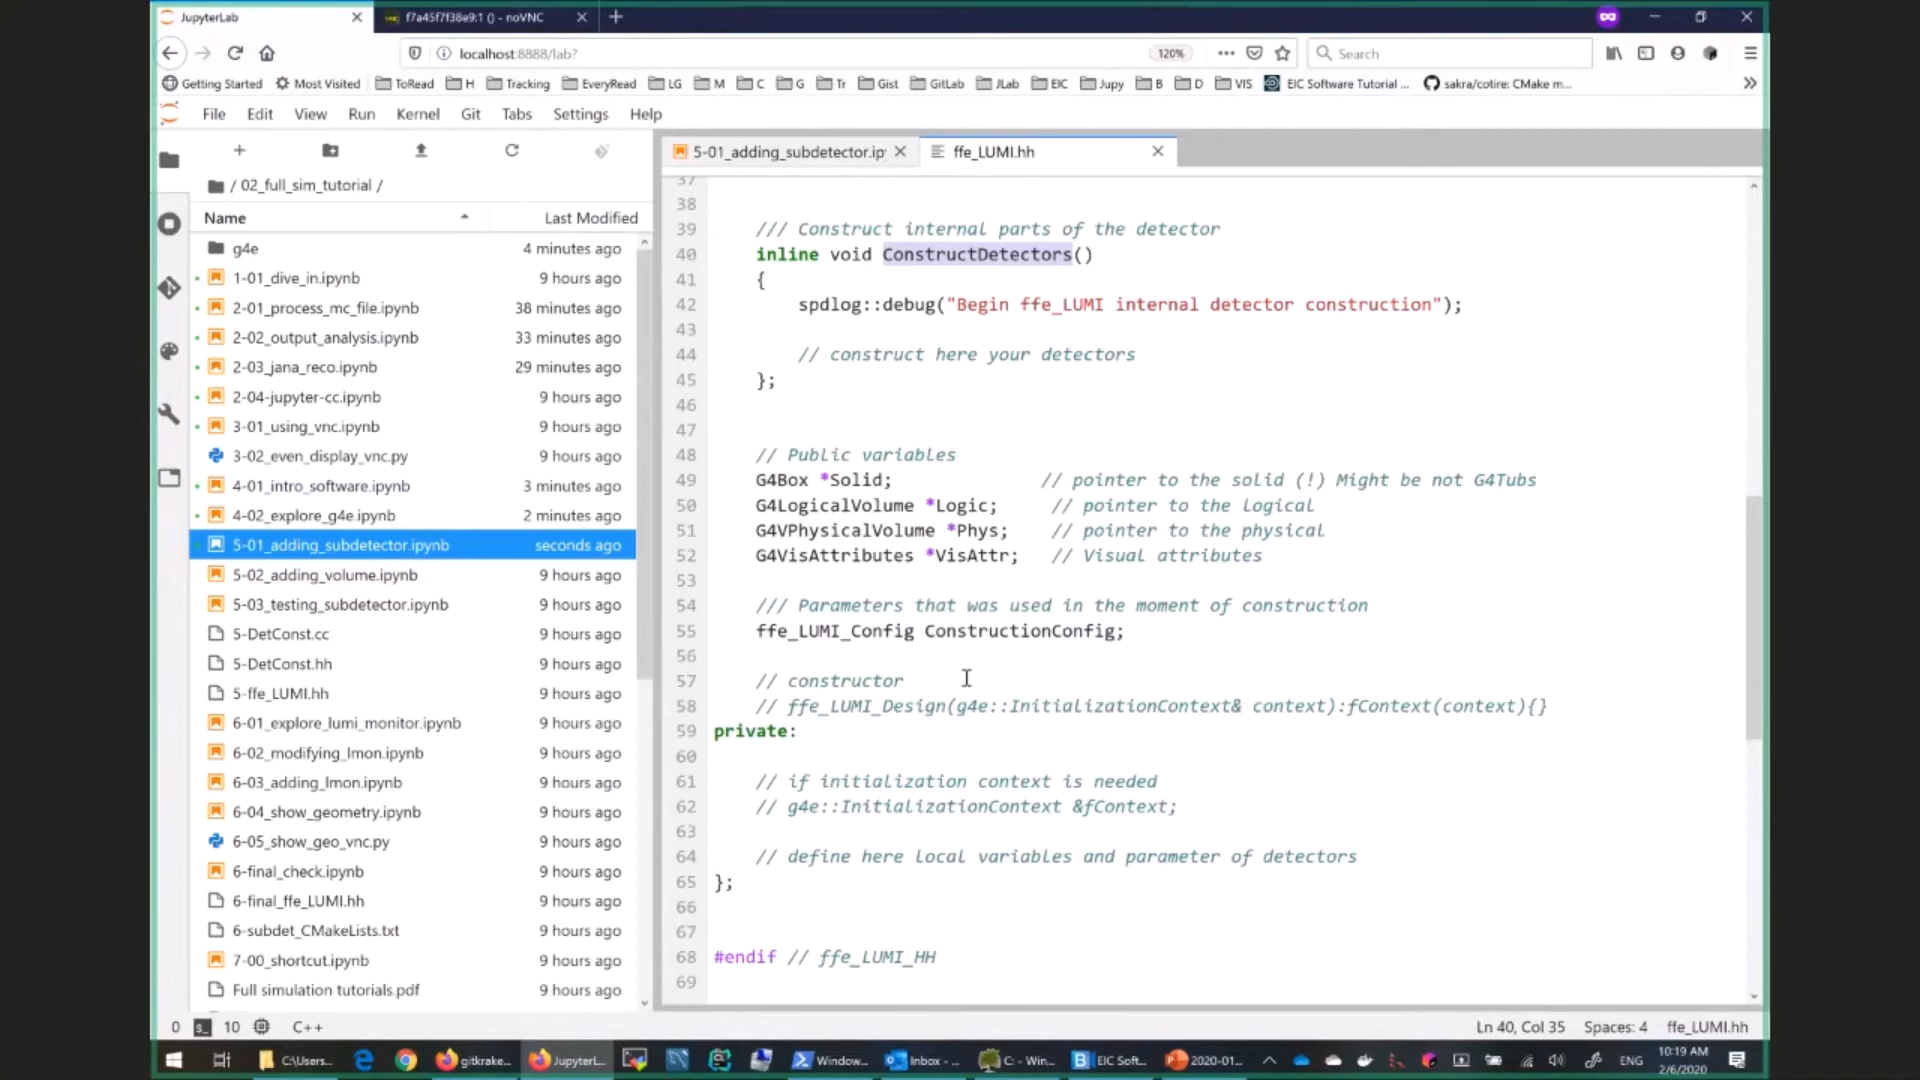 JupyterLab
f7a45f7f38e9:1 () - noVNC
localhost:8888/lab?
120%
Search
Getting Started
Most Visited
ToRead
H
Tracking
EveryRead
LG
M
C
G
Tr
Gist
GitLab
JLab
EIC
Jupy
B
D
VIS
EIC Software Tutorial ...
sakra/cotire: CMake m...
File Edit View Run Kernel Git Tabs Settings Help
/ 02_full_sim_tutorial /
Name Last Modified
g4e 4 minutes ago
1-01_dive_in.ipynb 9 hours ago
2-01_process_mc_file.ipynb 38 minutes ago
2-02_output_analysis.ipynb 33 minutes ago
2-03_jana_reco.ipynb 29 minutes ago
2-04-jupyter-cc.ipynb 9 hours ago
3-01_using_vnc.ipynb 9 hours ago
3-02_even_display_vnc.py 9 hours ago
4-01_intro_software.ipynb 3 minutes ago
4-02_explore_g4e.ipynb 2 minutes ago
5-01_adding_subdetector.ipynb seconds ago
5-02_adding_volume.ipynb 9 hours ago
5-03_testing_subdetector.ipynb 9 hours ago
5-DetConst.cc 9 hours ago
5-DetConst.hh 9 hours ago
5-ffe_LUMI.hh 9 hours ago
6-01_explore_lumi_monitor.ipynb 9 hours ago
6-02_modifying_lmon.ipynb 9 hours ago
6-03_adding_lmon.ipynb 9 hours ago
6-04_show_geometry.ipynb 9 hours ago
6-05_show_geo_vnc.py 9 hours ago
6-final_check.ipynb 9 hours ago
6-final_ffe_LUMI.hh 9 hours ago
6-subdet_CMakeLists.txt 9 hours ago
7-00_shortcut.ipynb 9 hours ago
Full simulation tutorials.pdf 9 hours ago
5-01_adding_subdetector.ip
ffe_LUMI.hh
37
38
39 /// Construct internal parts of the detector
40 inline void ConstructDetectors()
41 {
42 spdlog::debug("Begin ffe_LUMI internal detector construction");
43
44 // construct here your detectors
45 };
46
47
48 // Public variables
49 G4Box *Solid; // pointer to the solid (!) Might be not G4Tubs
50 G4LogicalVolume *Logic; // pointer to the logical
51 G4VPhysicalVolume *Phys; // pointer to the physical
52 G4VisAttributes *VisAttr; // Visual attributes
53
54 /// Parameters that was used in the moment of construction
55 ffe_LUMI_Config ConstructionConfig;
56
57 // constructor
58 // ffe_LUMI_Design(g4e::InitializationContext& context):fContext(context){}
59 private:
60
61 // if initialization context is needed
62 // g4e::InitializationContext &fContext;
63
64 // define here local variables and parameter of detectors
65 };
66
67
68 #endif // ffe_LUMI_HH
69
0 10 C++
Ln 40, Col 35 Spaces: 4 ffe_LUMI.hh
C:\Users...
gitkrake...
JupyterL...
Window...
Inbox - ...
C: - Win...
EIC Soft...
2020-01...
ENG
10:19 AM
2/6/2020